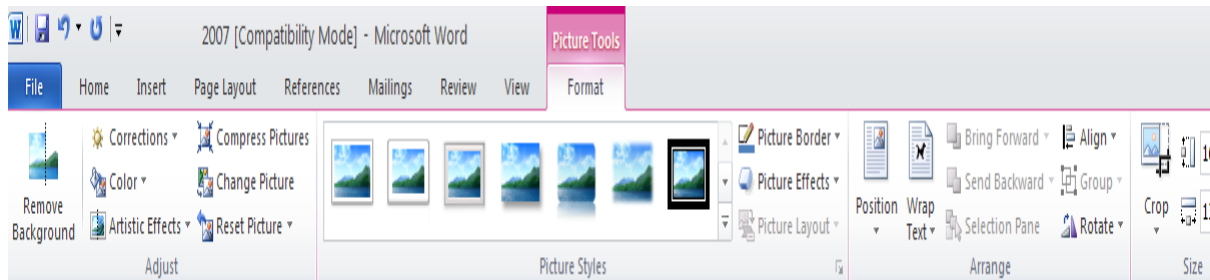 W
2007 [Compatibility Mode] - Microsoft Word
Picture Tools
File Home Insert Page Layout References Mailings Review View Format
Remove Background
Corrections
Color
Artistic Effects
Compress Pictures
Change Picture
Reset Picture
Adjust
Picture Border
Picture Effects
Picture Layout
Picture Styles
Position
Wrap Text
Bring Forward
Send Backward
Selection Pane
Align
Group
Rotate
Arrange
Crop
Size